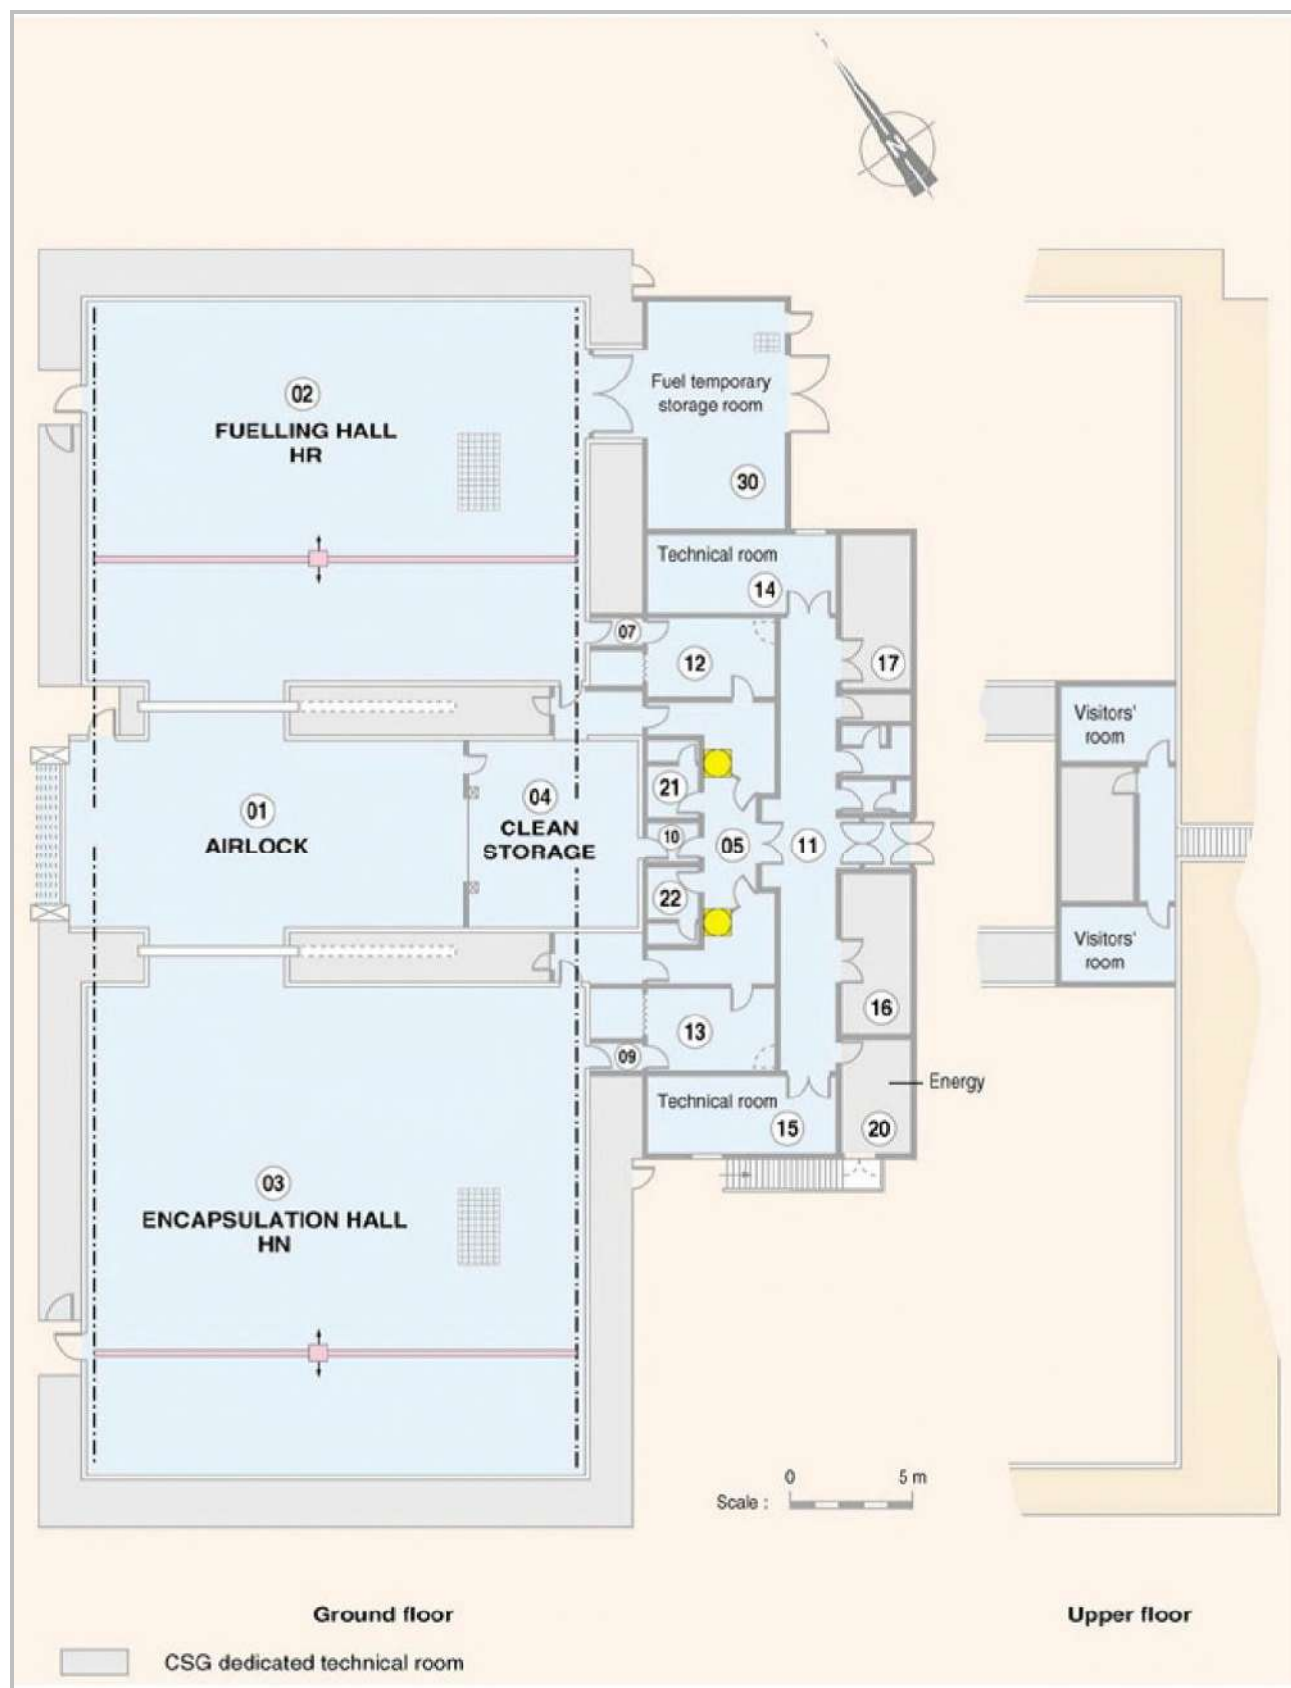 N
02
FUELLING HALL
HR
Fuel temporary
storage room
30
Technical room
14
07
12
17
Visitors'
room
21
04
CLEAN
STORAGE
01
AIRLOCK
10
05
11
22
Visitors'
room
16
13
09
Energy
Technical room
15
20
03
ENCAPSULATION HALL
HN
0
5 m
Scale :
Ground floor
Upper floor
CSG dedicated technical room